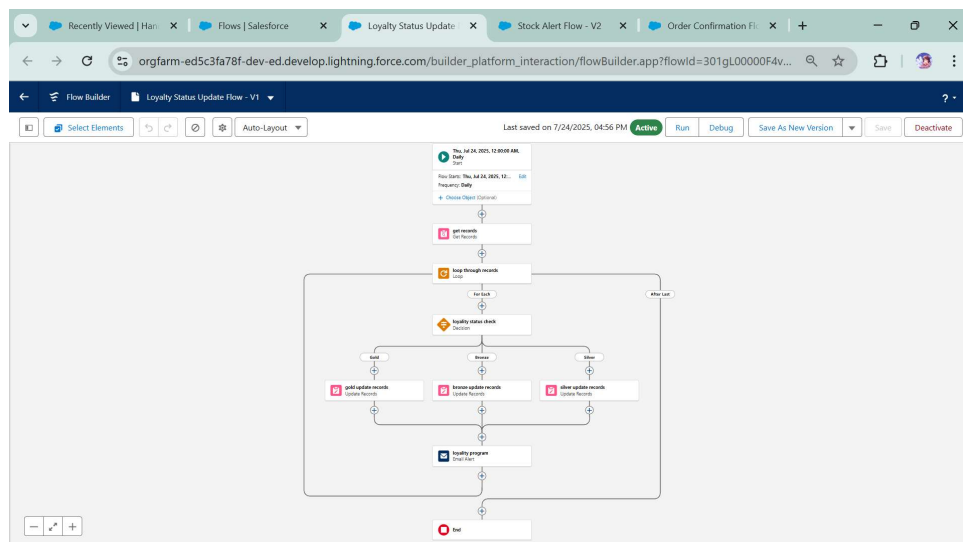 Recently Viewed | Han
Flows | Salesforce
Loyalty Status Update
Stock Alert Flow - V2
Order Confirmation Fl
orgfarm-ed5c3fa78f-dev-ed.develop.lightning.force.com/builder_platform_interaction/flowBuilder.app?flowId=301gL00000F4v...
Flow Builder
Loyalty Status Update Flow - V1
?
Select Elements
Auto-Layout
Last saved on 7/24/2025, 04:56 PM
Active
Run
Debug
Save As New Version
Save
Deactivate
Thu, Jul 24, 2025, 12:00:00 AM,
Daily
Start
Flow Starts: Thu, Jul 24, 2025, 12:... Edit
Frequency: Daily
+ Choose Object (Optional)
get records
Get Records
loop through records
Loop
For Each
After Last
loyality status check
Decision
Gold
Bronze
Silver
gold update records
Update Records
bronze update records
Update Records
silver update records
Update Records
loyality program
Email Alert
End